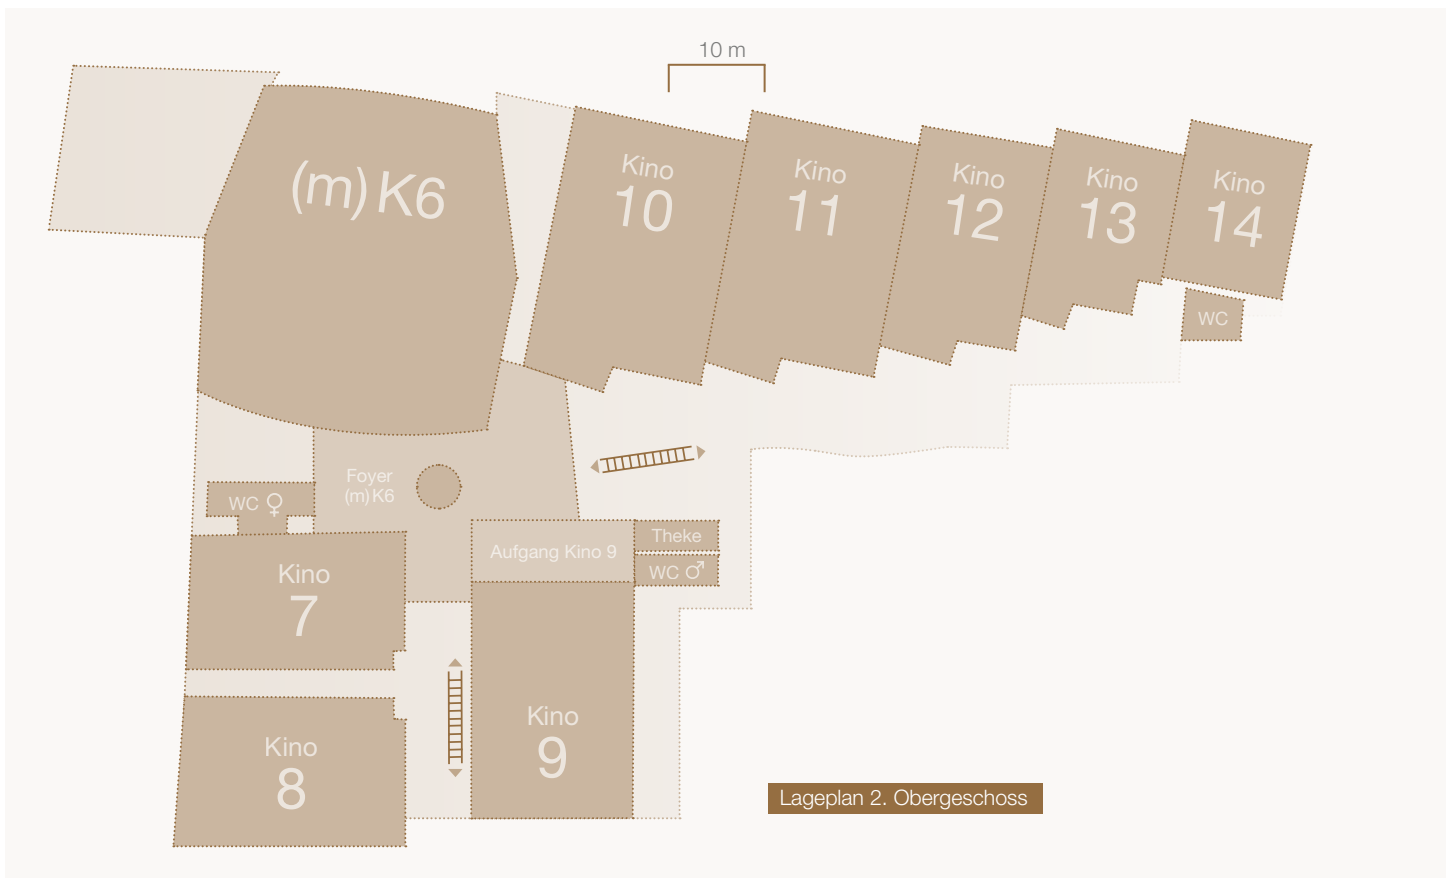 10 m
(m) K6
Kino
10
Kino
11
Kino
12
Kino
13
Kino
14
WC
Foyer
(m) K6
WC ♀
Aufgang Kino 9
Theke
WC ♂
Kino
7
Kino
8
Kino
9
Lageplan 2. Obergeschoss